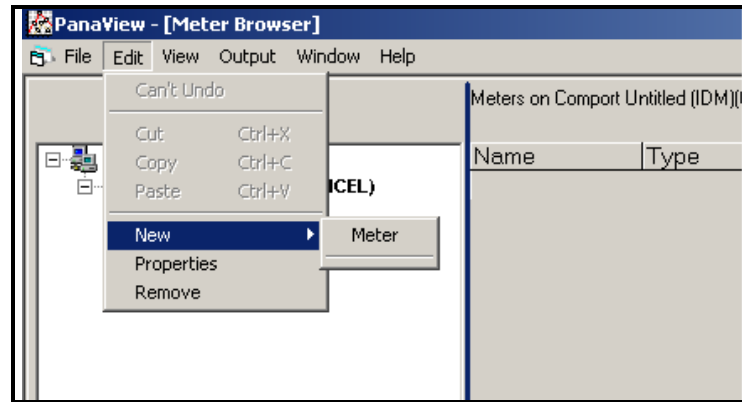 PanaView - [Meter Browser]
File Edit View Output Window Help
Can't Undo
Cut Ctrl+X
Copy Ctrl+C
Paste Ctrl+V
New
Properties
Remove
Meter
ICEL)
Meters on Comport Untitled (IDM)(
Name Type